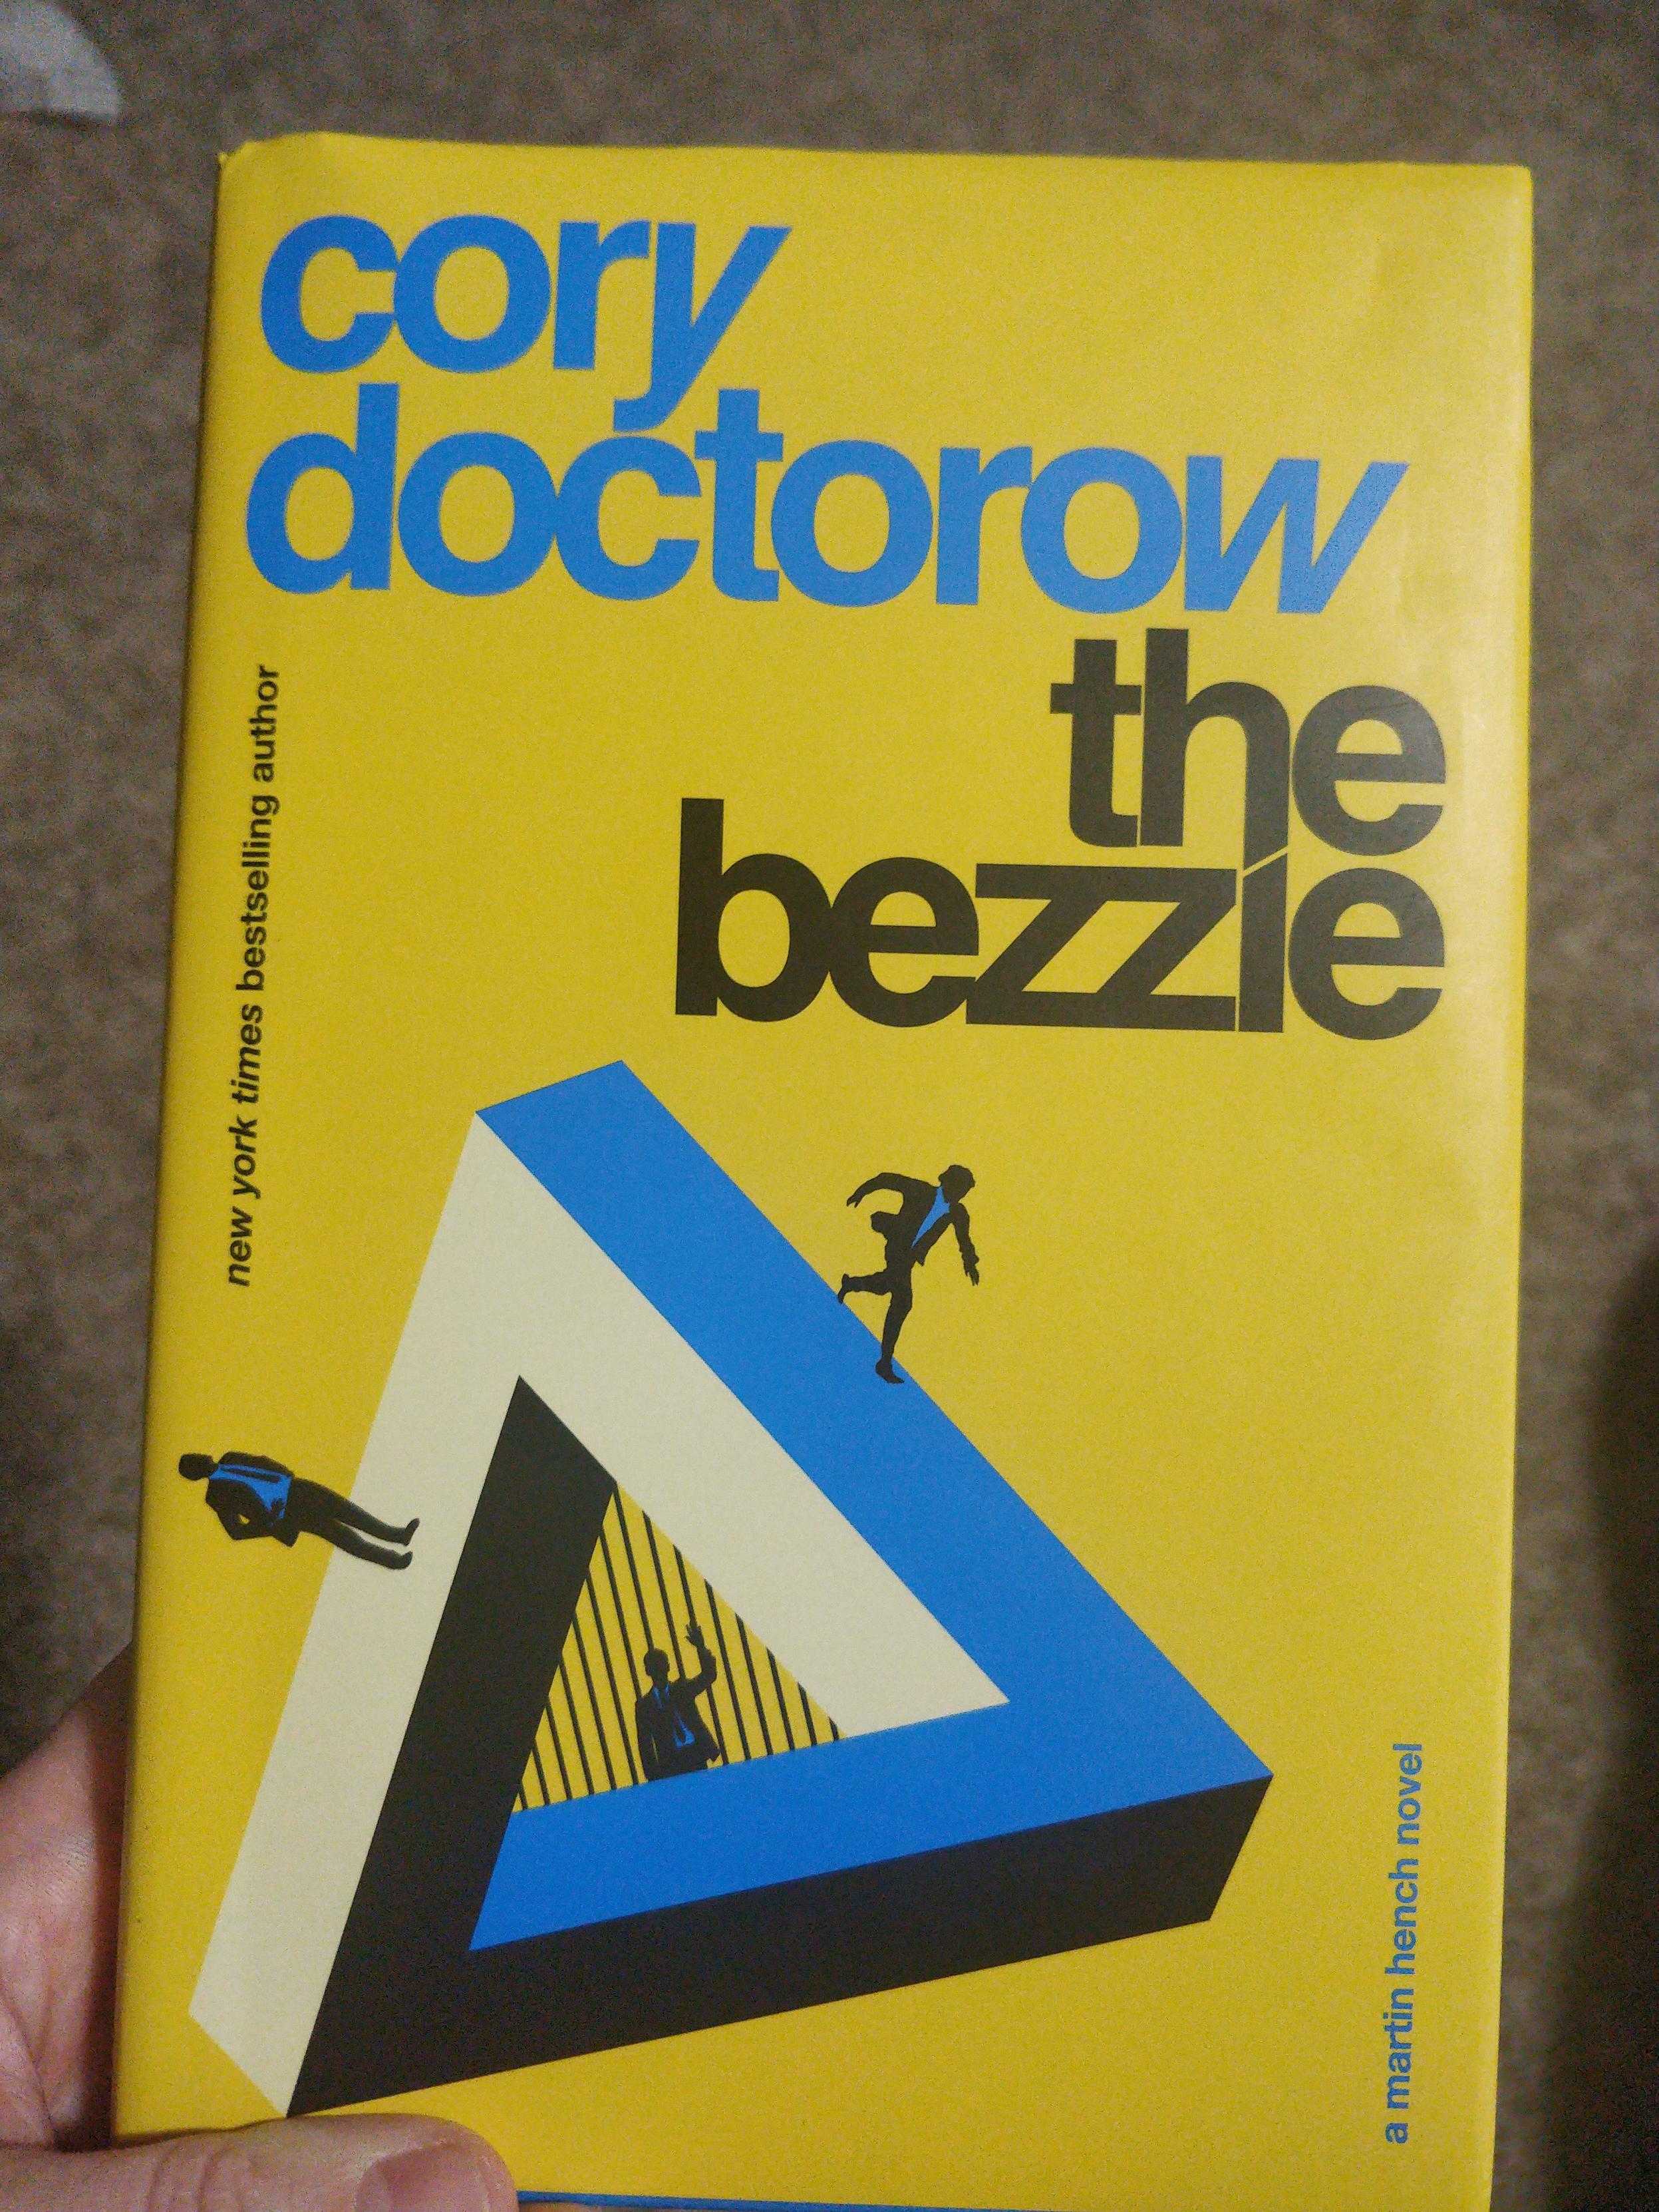 cory
doctorow
the
bezzle
new york times bestselling author
a martin hench novel